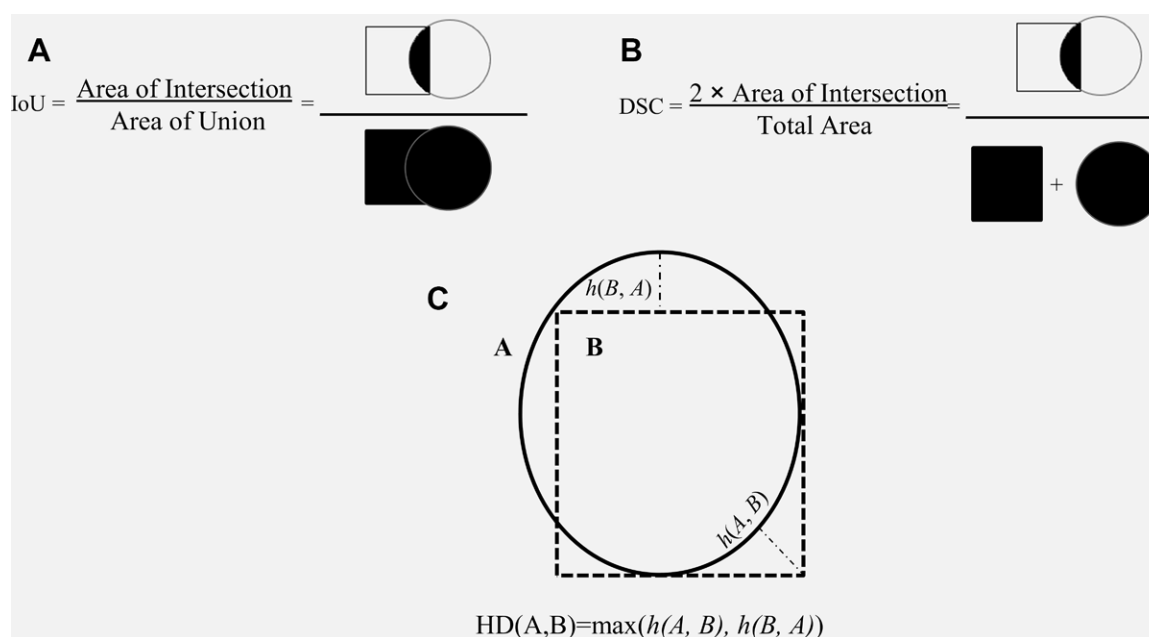 A
IoU = Area of Intersection =
Area of Union
B
DSC = 2 × Area of Intersection =
Total Area
+
C
h(B, A)
A
B
h(A, B)
HD(A,B)=max(h(A, B), h(B, A))